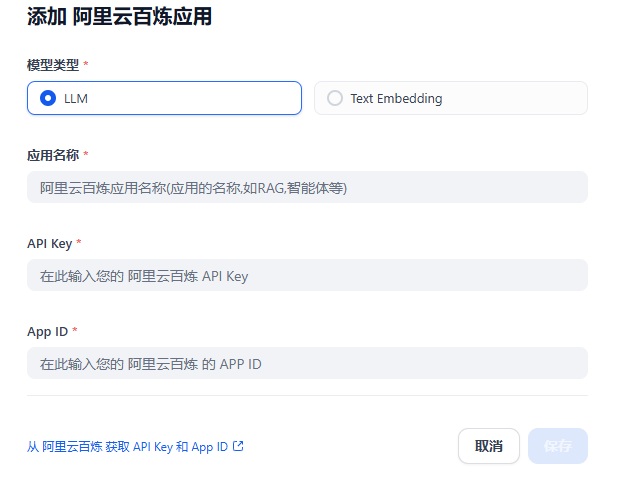 添加 阿里云百炼应用
模型类型 *
LLM
Text Embedding
应用名称 *
阿里云百炼应用名称(应用的名称,如RAG,智能体等)
API Key *
在此输入您的 阿里云百炼 API Key
App ID *
在此输入您的 阿里云百炼 的 APP ID
从 阿里云百炼 获取 API Key 和 App ID
取消
保存